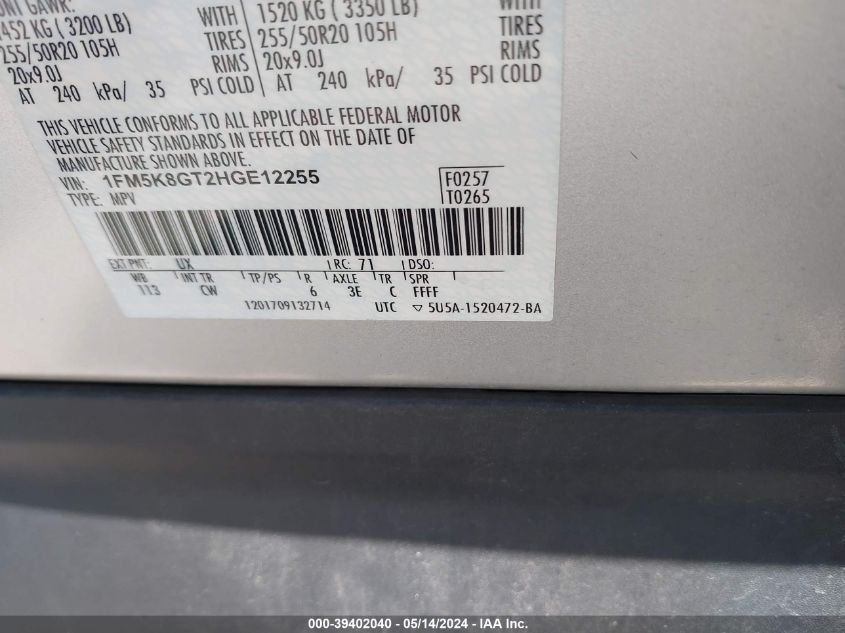 GAWR:
WITH 1520 KG ( 3350 LB)
452 KG ( 3200 LB) TIRES 255/50R20 105H TIRES
255/50R20 105H RIMS 20x9.0J RIMS
20x9.0J AT 240 kPa/ 35 PSI COLD
AT 240 kPa/ 35 PSI COLD
THIS VEHICLE CONFORMS TO ALL APPLICABLE FEDERAL MOTOR
VEHICLE SAFETY STANDARDS IN EFFECT ON THE DATE OF
MANUFACTURE SHOWN ABOVE.
VIN: 1FM5K8GT2HGE12255 F0257
TYPE: MPV T0265
EXT PNT: UX RC: 71 DSO:
WB INT TR TP/PS R AXLE TR SPR
113 CW 6 3E C FFFF
1201709132714 UTC ▽ 5U5A-1520472-BA
000-39402040 - 05/14/2024 - IAA Inc.